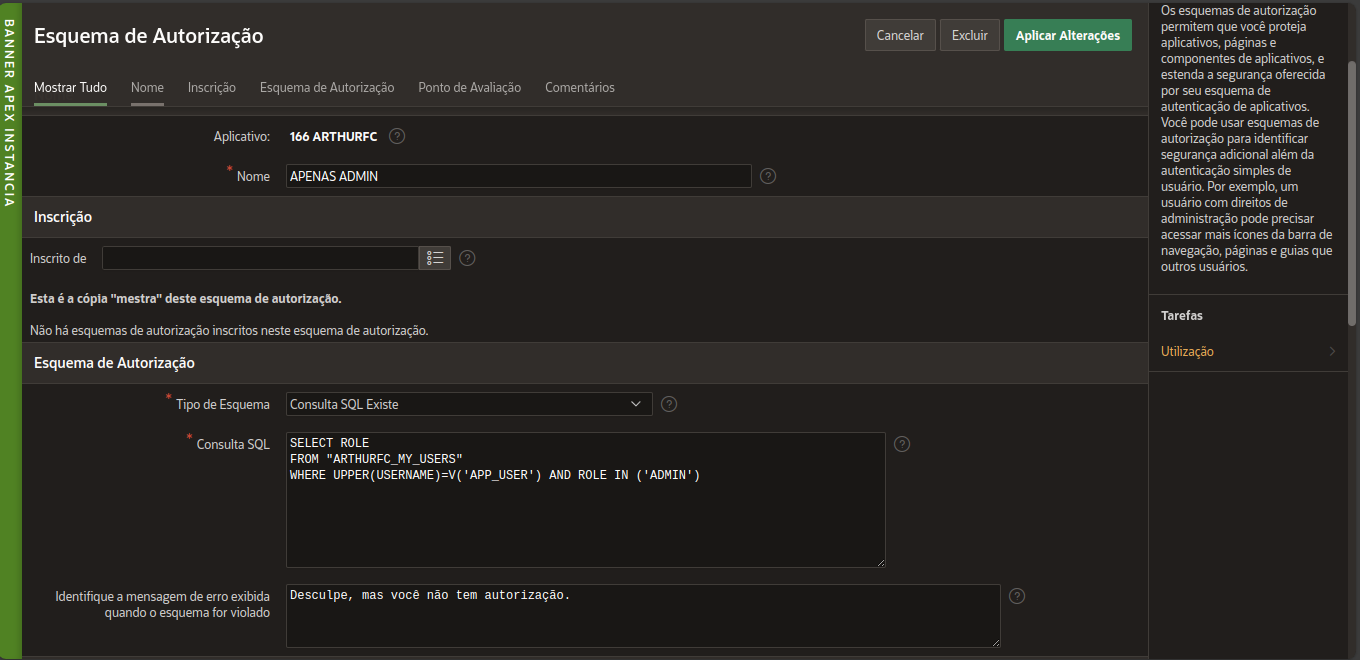 BANNER APEX INSTANCIA
Esquema de Autorização
Cancelar
Excluir
Aplicar Alterações
Mostrar Tudo
Nome
Inscrição
Esquema de Autorização
Ponto de Avaliação
Comentários
Aplicativo:
166 ARTHURFC
?
* Nome
APENAS ADMIN
?
Inscrição
Inscrito de
?
Esta é a cópia "mestra" deste esquema de autorização.
Não há esquemas de autorização inscritos neste esquema de autorização.
Esquema de Autorização
* Tipo de Esquema
Consulta SQL Existe
?
* Consulta SQL
SELECT ROLE
FROM "ARTHURFC_MY_USERS"
WHERE UPPER(USERNAME)=V('APP_USER') AND ROLE IN ('ADMIN')
?
Identifique a mensagem de erro exibida
quando o esquema for violado
Desculpe, mas você não tem autorização.
?
Os esquemas de autorização
permitem que você proteja
aplicativos, páginas e
componentes de aplicativos, e
estenda a segurança oferecida
por seu esquema de
autenticação de aplicativos.
Você pode usar esquemas de
autorização para identificar
segurança adicional além da
autenticação simples de
usuário. Por exemplo, um
usuário com direitos de
administração pode precisar
acessar mais ícones da barra de
navegação, páginas e guias que
outros usuários.
Tarefas
Utilização